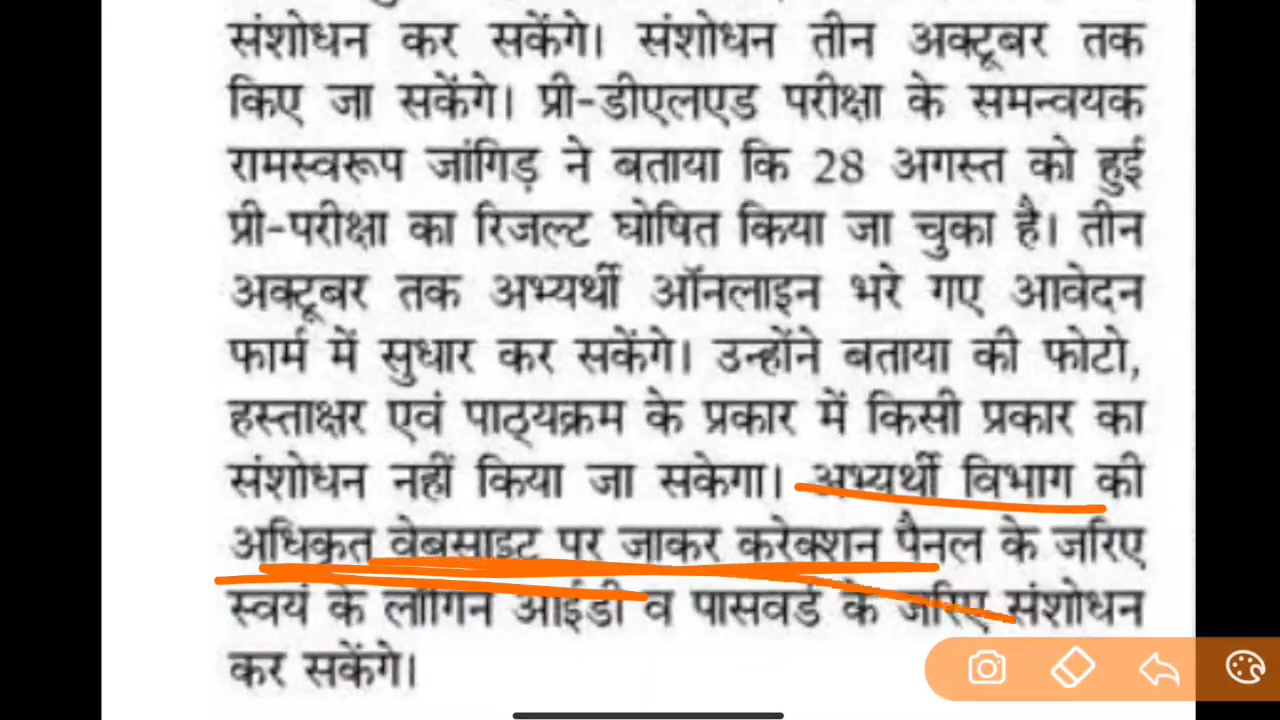 संशोधन कर सकेंगे। संशोधन तीन अक्टूबर तक
किए जा सकेंगे। प्री-डीएलएड परीक्षा के समन्वयक
रामस्वरूप जांगिड़ ने बताया कि 28 अगस्त को हुई
प्री-परीक्षा का रिजल्ट घोषित किया जा चुका है। तीन
अक्टूबर तक अभ्यर्थी ऑनलाइन भरे गए आवेदन
फार्म में सुधार कर सकेंगे। उन्होंने बताया की फोटो,
हस्ताक्षर एवं पाठ्यक्रम के प्रकार में किसी प्रकार का
संशोधन नहीं किया जा सकेगा। अभ्यर्थी विभाग की
अधिकृत वेबसाइट पर जाकर करेक्शन पैनल के जरिए
स्वयं के लॉगिन आईडी व पासवर्ड के जरिए संशोधन
कर सकेंगे।